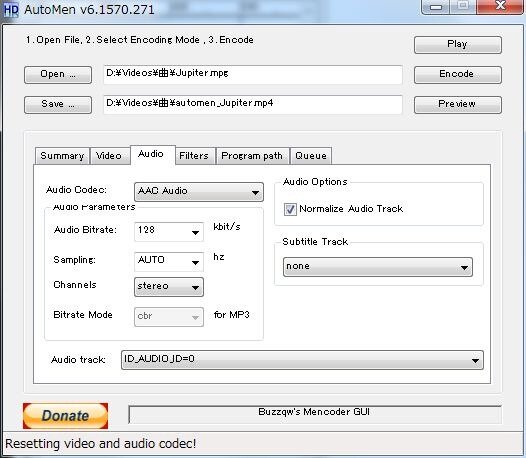 HD AutoMen v6.1570.271
1.Open File, 2. Select Encoding Mode , 3. Encode
Play
Open ...
D:¥Videos¥曲¥Jupiter.mpg
Encode
Save ...
D:¥Videos¥曲¥automen_Jupiter.mp4
Preview
Summary Video Audio Filters Program path Queue
Audio Codec: AAC Audio
Audio Options
Normalize Audio Track
Audio Parameters
Audio Bitrate: 128 kbit/s
Subtitle Track
none
Sampling: AUTO hz
Channels stereo
Bitrate Mode cbr for MP3
Audio track: ID_AUDIO_ID=0
Donate
Buzzqw's Mencoder GUI
Resetting video and audio codec!